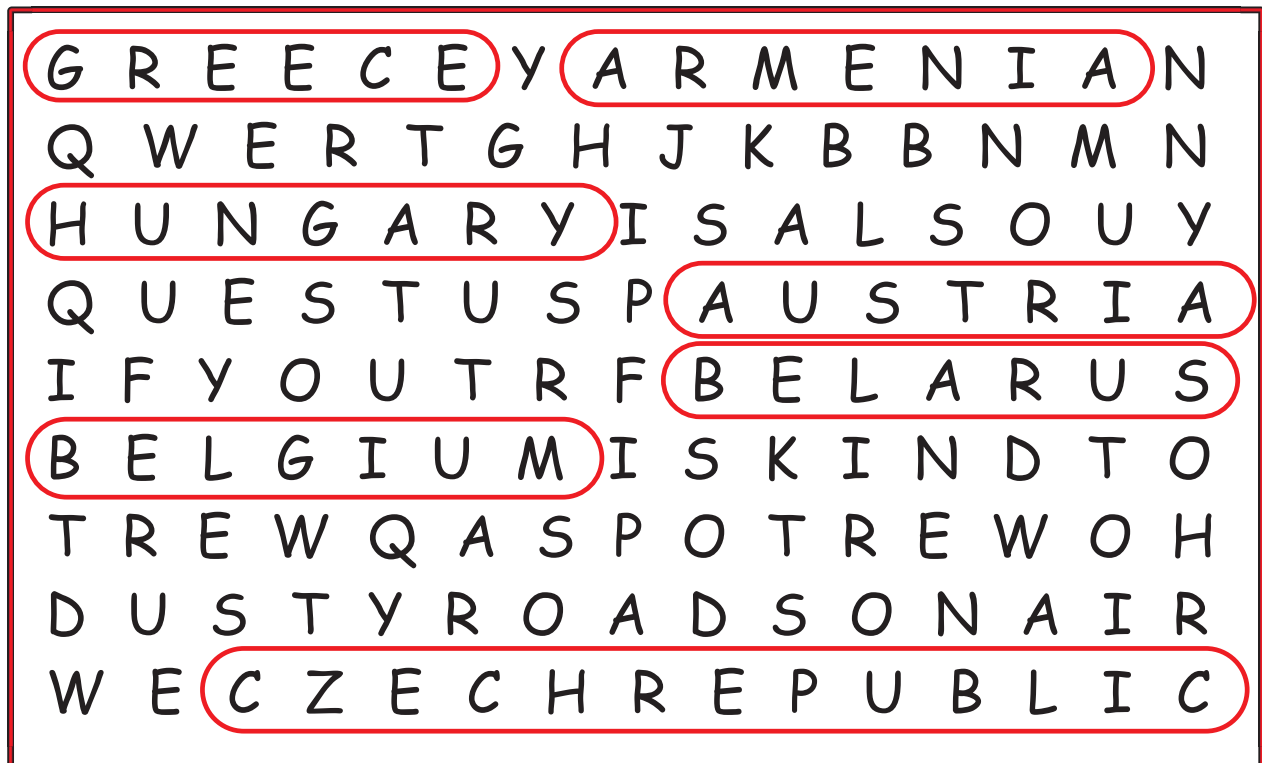 G R E E C E Y A R M E N I A N
Q W E R T G H J K B B N M N
H U N G A R Y I S A L S O U Y
Q U E S T U S P A U S T R I A
I F Y O U T R F B E L A R U S
B E L G I U M I S K I N D T O
T R E W Q A S P O T R E W O H
D U S T Y R O A D S O N A I R
W E C Z E C H R E P U B L I C